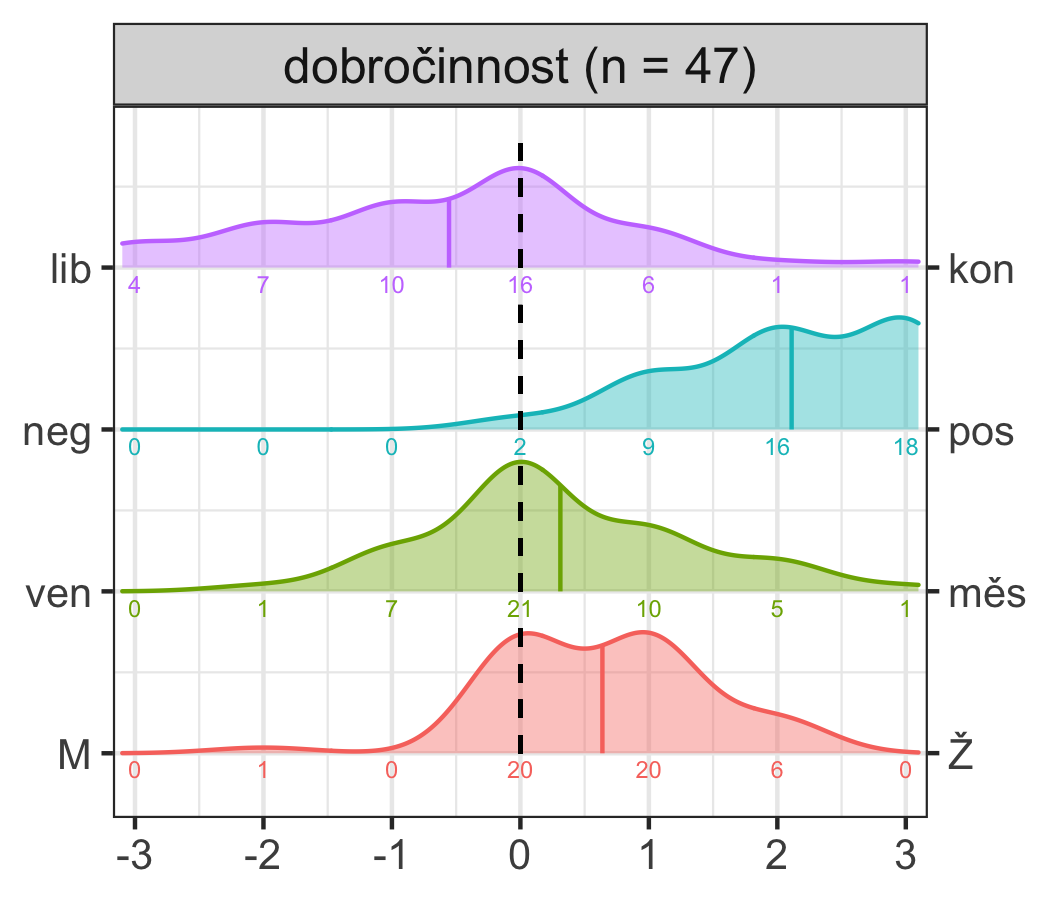 dobročinnost (n = 47)
lib kon
4 7 10 16 6 1 1
neg pos
0 0 0 2 9 16 18
ven měs
0 1 7 21 10 5 1
M Ž
0 1 0 20 20 6 0
-3 -2 -1 0 1 2 3